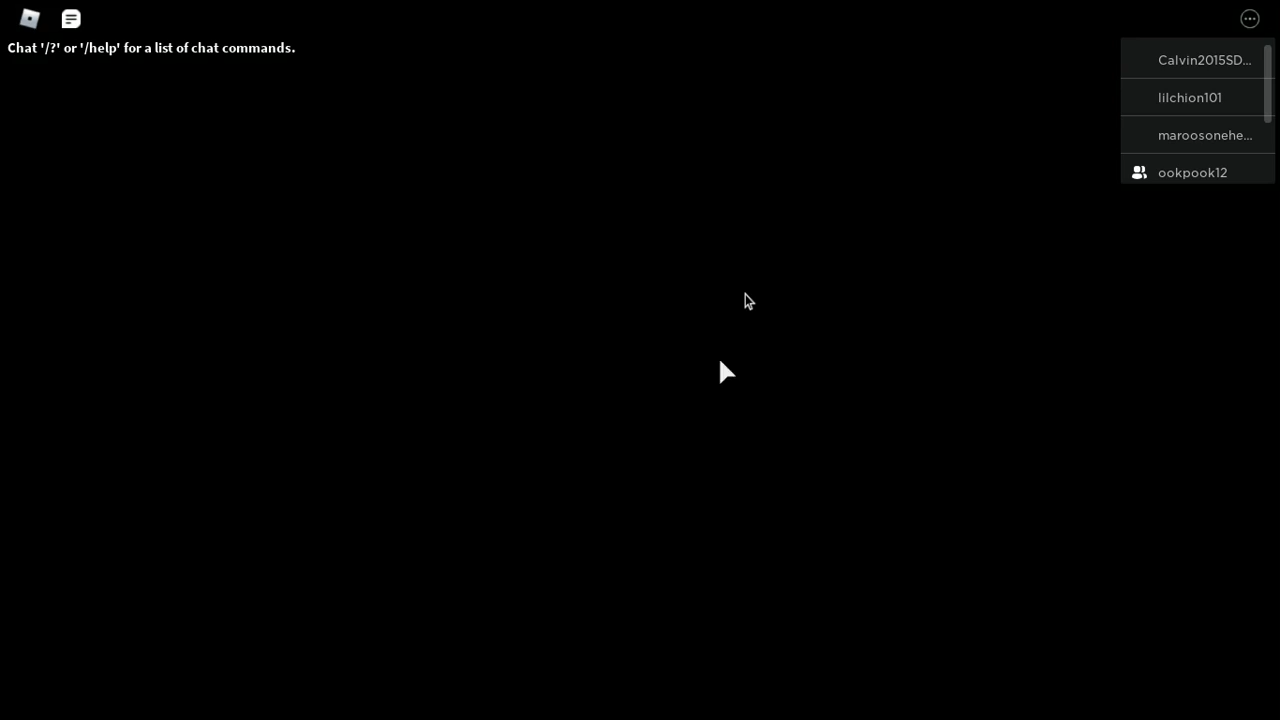 Chat '/?' or '/help' for a list of chat commands.
Calvin2015SD...
lilchion101
maroosonehe...
ookpook12